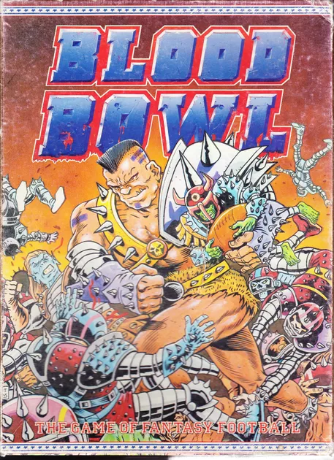 BLOOD
BOWL
THE GAME OF FANTASY FOOTBALL